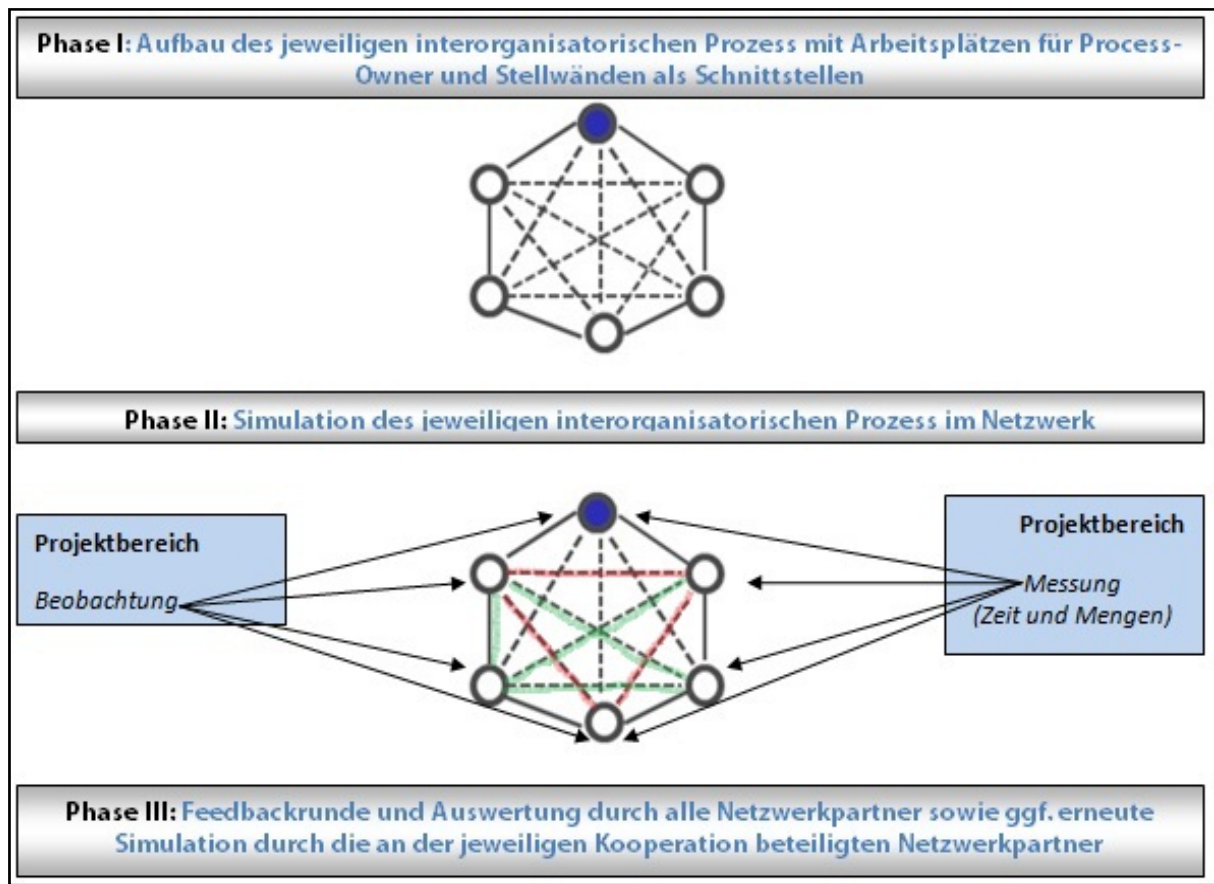 Phase I: Aufbau des jeweiligen interorganisatorischen Prozess mit Arbeitsplätzen für Process-
Owner und Stellwänden als Schnittstellen
Phase II: Simulation des jeweiligen interorganisatorischen Prozess im Netzwerk
Projektbereich
Beobachtung
Projektbereich
Messung
(Zeit und Mengen)
Phase III: Feedbackrunde und Auswertung durch alle Netzwerkpartner sowie ggf. erneute
Simulation durch die an der jeweiligen Kooperation beteiligten Netzwerkpartner